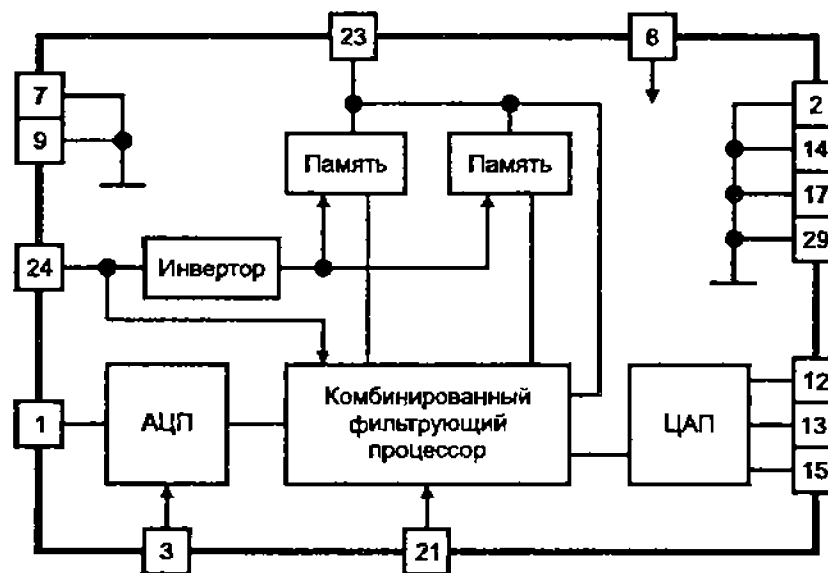 23
6
7
9
2
14
17
29
Память
Память
24
Инвертор
1
АЦП
Комбинированный
фильтрующий
процессор
ЦАП
12
13
15
3
21